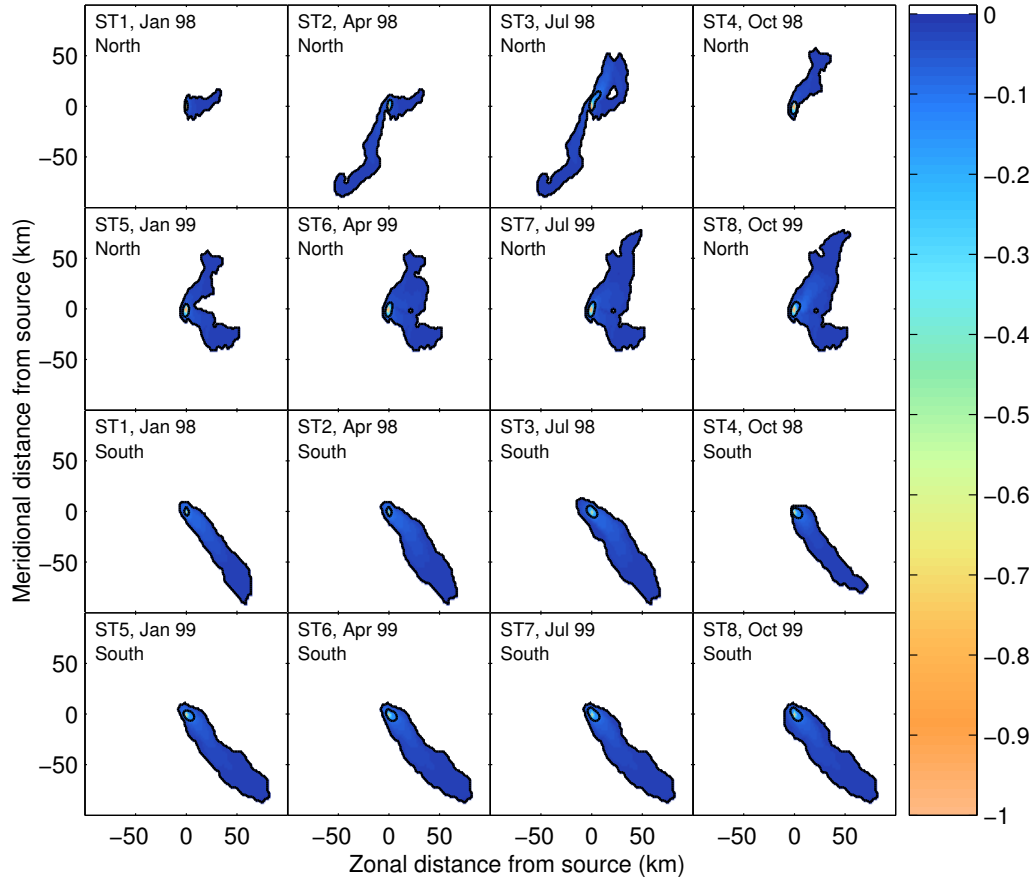 ST1, Jan 98
North
ST2, Apr 98
North
ST3, Jul 98
North
ST4, Oct 98
North
50
0
−50
ST5, Jan 99
North
ST6, Apr 99
North
ST7, Jul 99
North
ST8, Oct 99
North
50
0
−50
ST1, Jan 98
South
ST2, Apr 98
South
ST3, Jul 98
South
ST4, Oct 98
South
50
0
−50
ST5, Jan 99
South
ST6, Apr 99
South
ST7, Jul 99
South
ST8, Oct 99
South
50
0
−50
−50 0 50 −50 0 50 −50 0 50 −50 0 50
Zonal distance from source (km)
Meridional distance from source (km)
0
−0.1
−0.2
−0.3
−0.4
−0.5
−0.6
−0.7
−0.8
−0.9
−1